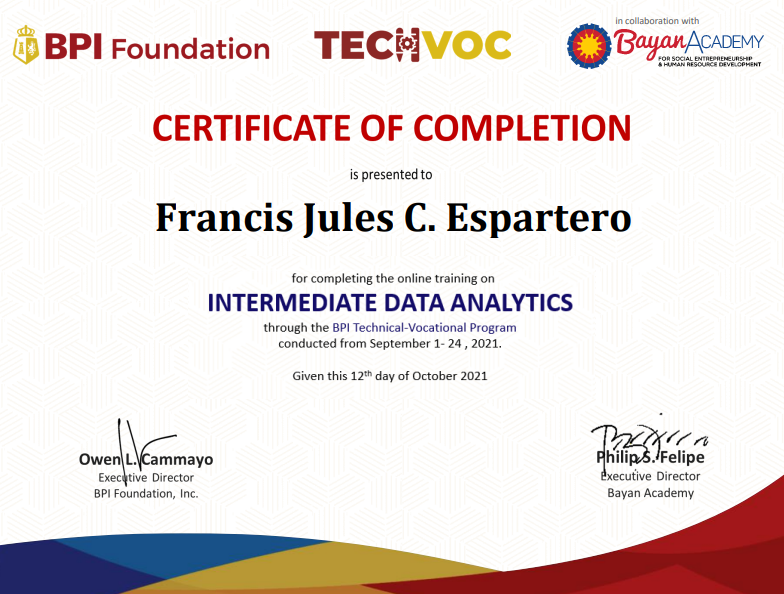 BPI Foundation
TECHVOC
in collaboration with
Bayan ACADEMY
FOR SOCIAL ENTREPRENEURSHIP
& HUMAN RESOURCE DEVELOPMENT
CERTIFICATE OF COMPLETION
is presented to
Francis Jules C. Espartero
for completing the online training on
INTERMEDIATE DATA ANALYTICS
through the BPI Technical-Vocational Program
conducted from September 1- 24 , 2021.
Given this 12th day of October 2021
Owen L. Cammayo
Executive Director
BPI Foundation, Inc.
Philip S. Felipe
Executive Director
Bayan Academy